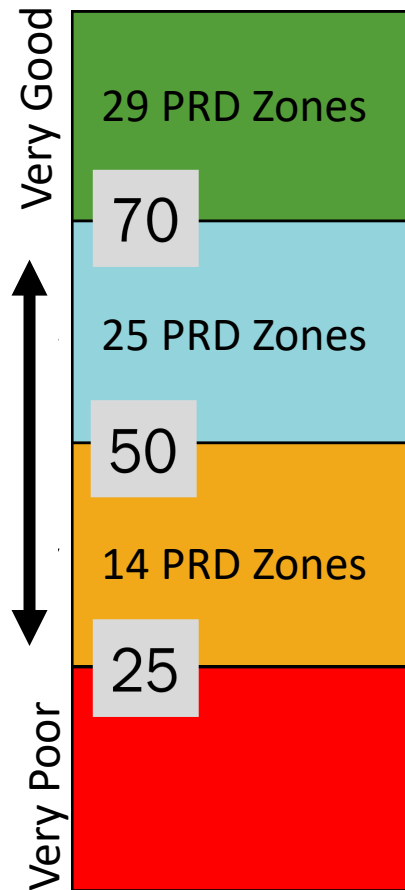 Very Good
29 PRD Zones
70
25 PRD Zones
50
14 PRD Zones
25
Very Poor